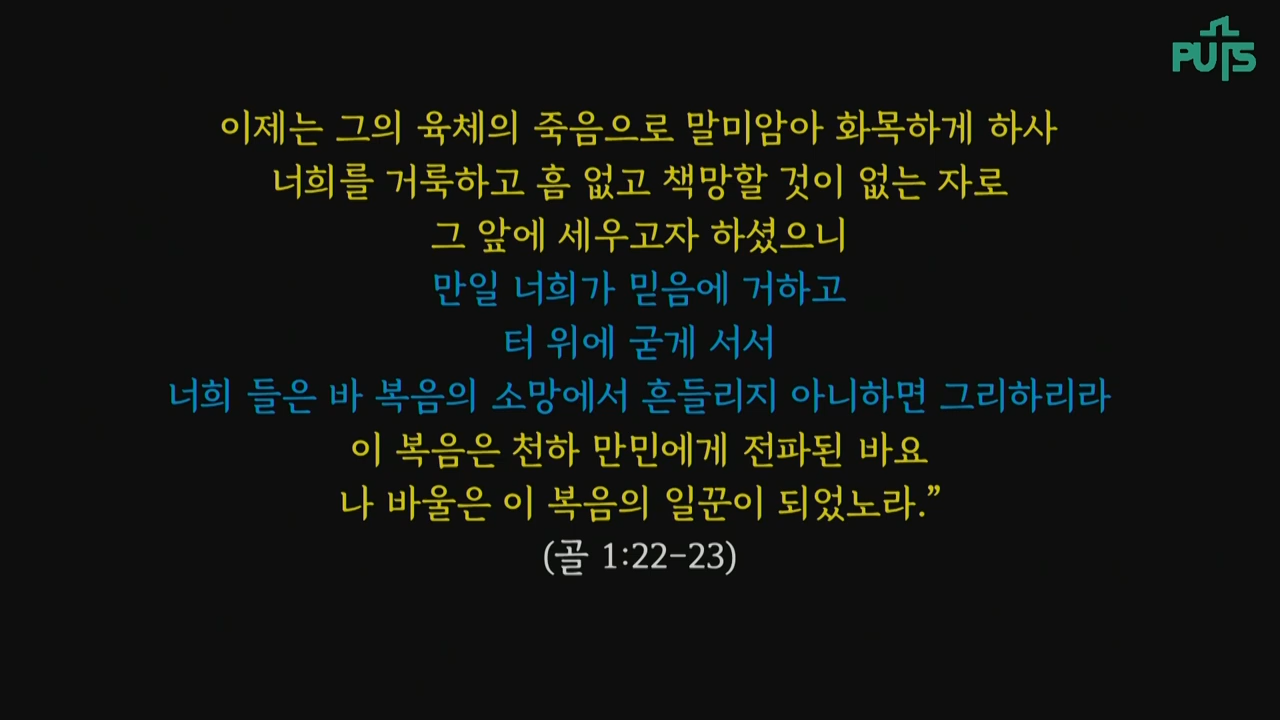 PUTS
이제는 그의 육체의 죽음으로 말미암아 화목하게 하사
너희를 거룩하고 흠 없고 책망할 것이 없는 자로
그 앞에 세우고자 하셨으니
만일 너희가 믿음에 거하고
터 위에 굳게 서서
너희 들은 바 복음의 소망에서 흔들리지 아니하면 그리하리라
이 복음은 천하 만민에게 전파된 바요
나 바울은 이 복음의 일꾼이 되었노라.”
(골 1:22-23)